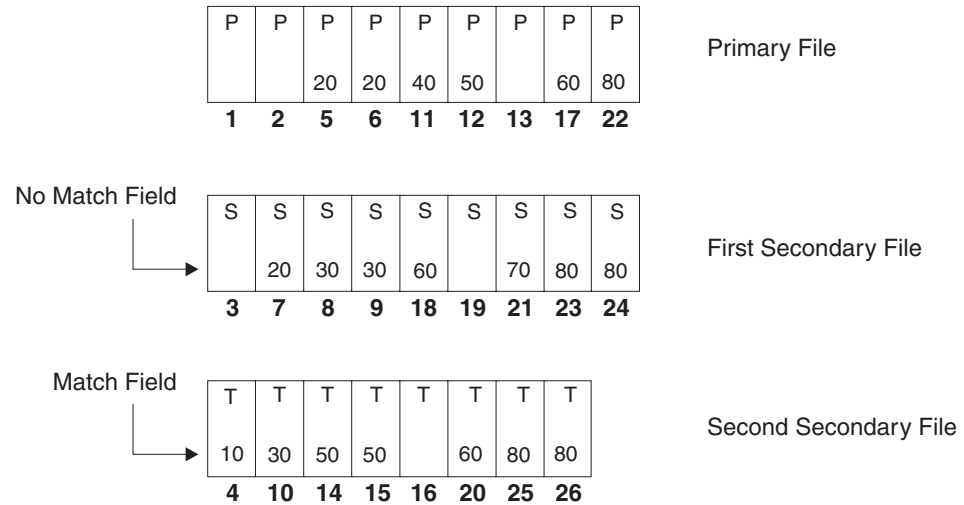 P P P P P P P P P
Primary File
20 20 40 50 60 80
1 2 5 6 11 12 13 17 22
No Match Field
S S S S S S S S S
First Secondary File
20 30 30 60 70 80 80
3 7 8 9 18 19 21 23 24
Match Field
T T T T T T T T
Second Secondary File
10 30 50 50 60 80 80
4 10 14 15 16 20 25 26